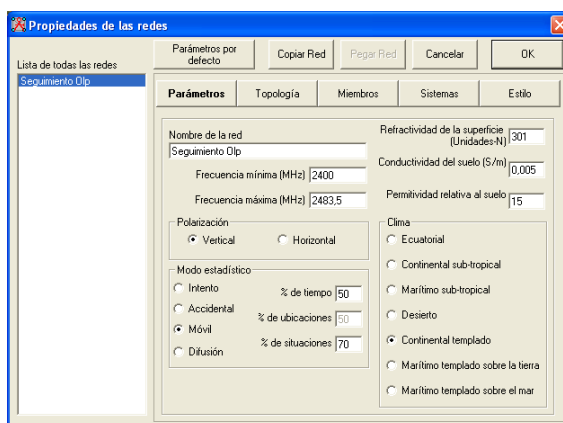 Propiedades de las redes
Lista de todas las redes
Seguimiento Olp
Parámetros por defecto
Copiar Red
Pegar Red
Cancelar
OK
Parámetros
Topología
Miembros
Sistemas
Estilo
Nombre de la red
Seguimiento Olp
Frecuencia mínima (MHz) 2400
Frecuencia máxima (MHz) 2483,5
Polarización
Vertical
Horizontal
Modo estadístico
Intento
Accidental
Móvil
Difusión
% de tiempo 50
% de ubicaciones 50
% de situaciones 70
Refractividad de la superficie (Unidades-N) 301
Conductividad del suelo (S/m) 0,005
Permitividad relativa al suelo 15
Clima
Ecuatorial
Continental sub-tropical
Marítimo sub-tropical
Desierto
Continental templado
Marítimo templado sobre la tierra
Marítimo templado sobre el mar